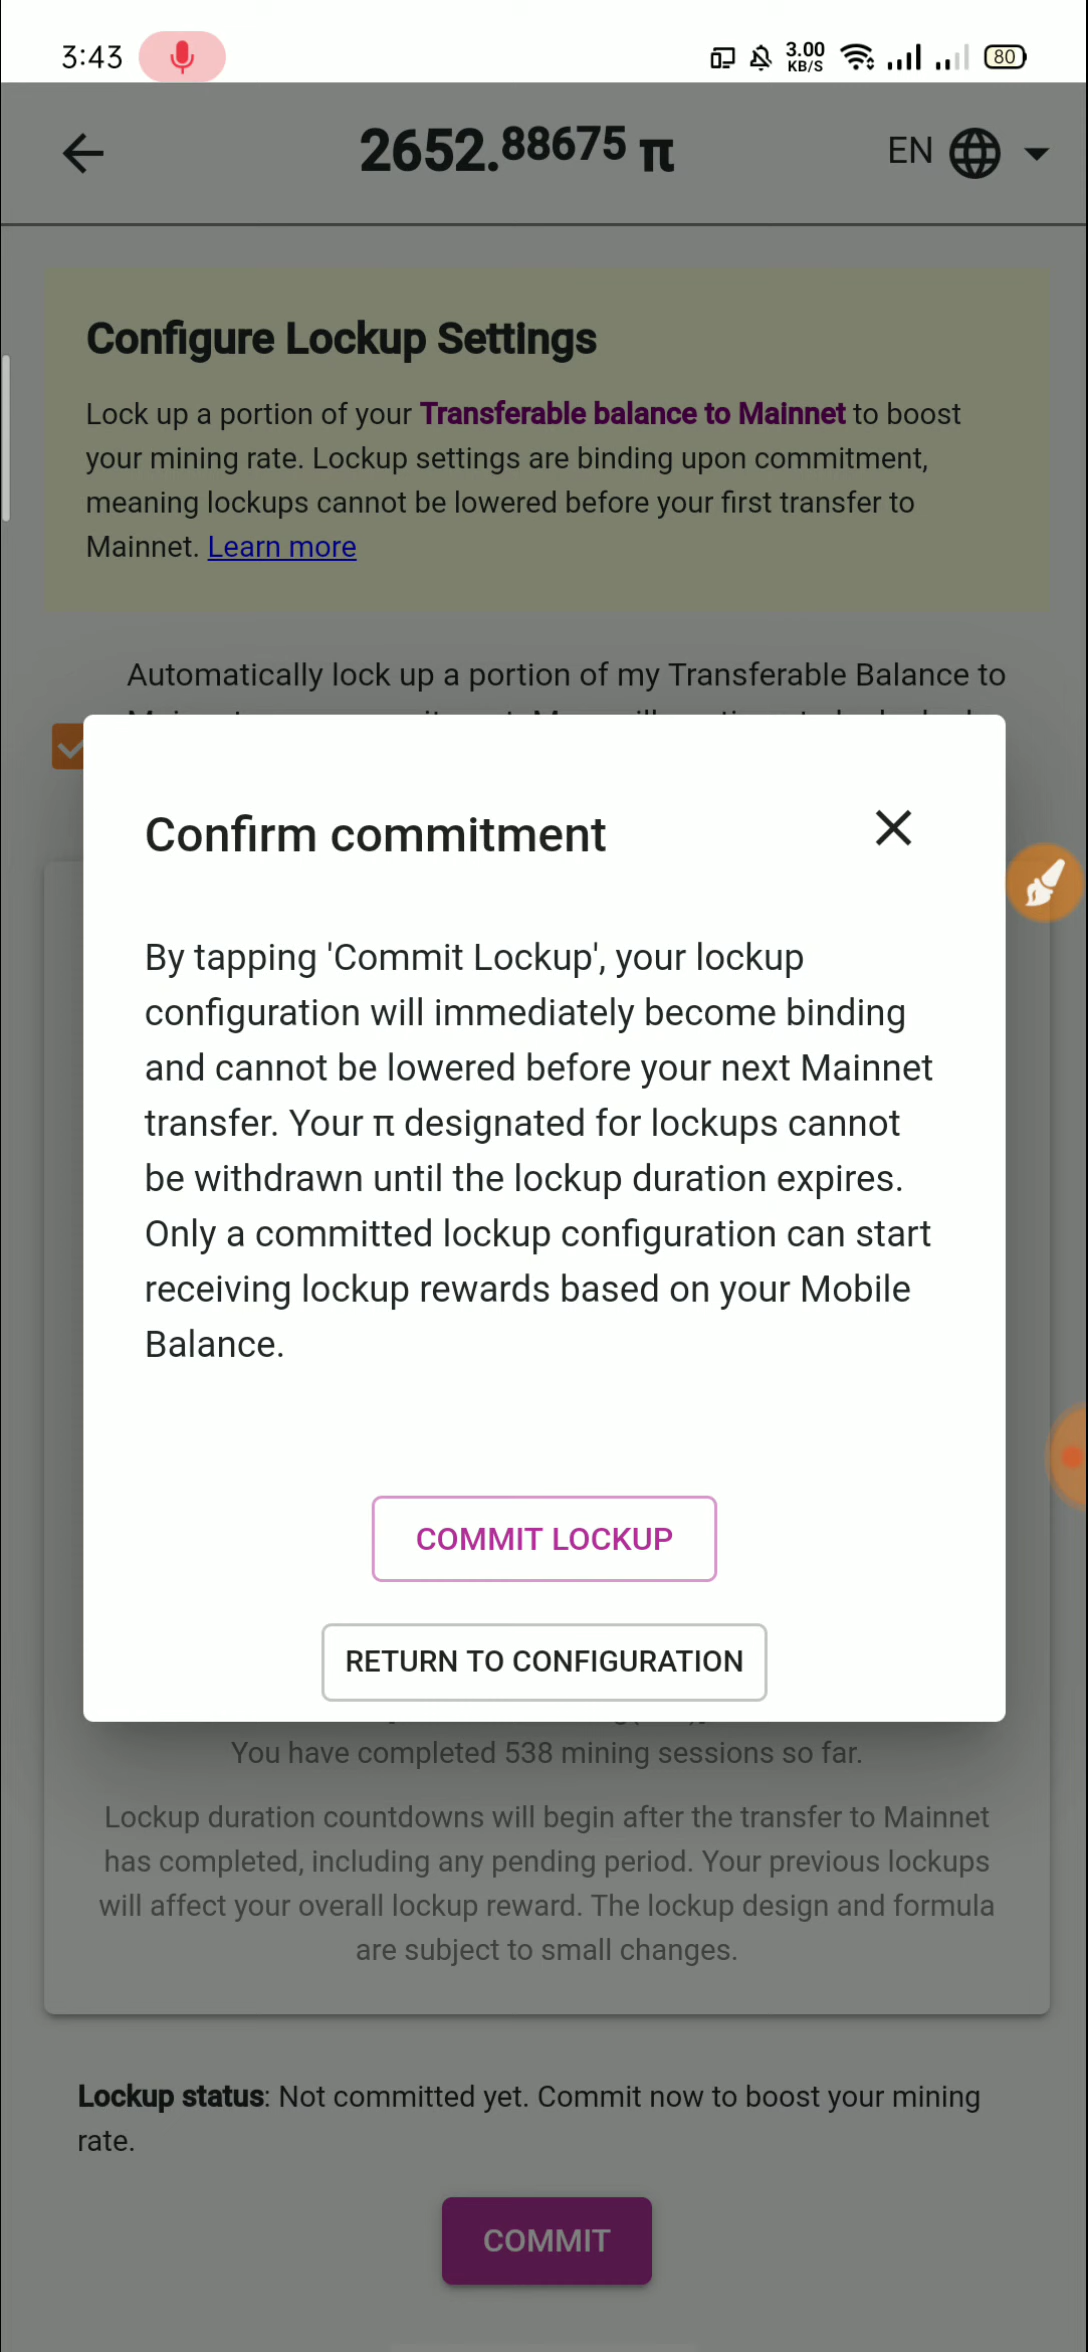 3:43
3.00
KB/S
80
2652.88675 π
EN
Configure Lockup Settings
Lock up a portion of your Transferable balance to Mainnet to boost
your mining rate. Lockup settings are binding upon commitment,
meaning lockups cannot be lowered before your first transfer to
Mainnet. Learn more
Automatically lock up a portion of my Transferable Balance to
Confirm commitment
By tapping 'Commit Lockup', your lockup
configuration will immediately become binding
and cannot be lowered before your next Mainnet
transfer. Your π designated for lockups cannot
be withdrawn until the lockup duration expires.
Only a committed lockup configuration can start
receiving lockup rewards based on your Mobile
Balance.
COMMIT LOCKUP
RETURN TO CONFIGURATION
You have completed 538 mining sessions so far.
Lockup duration countdowns will begin after the transfer to Mainnet
has completed, including any pending period. Your previous lockups
will affect your overall lockup reward. The lockup design and formula
are subject to small changes.
Lockup status: Not committed yet. Commit now to boost your mining
rate.
COMMIT